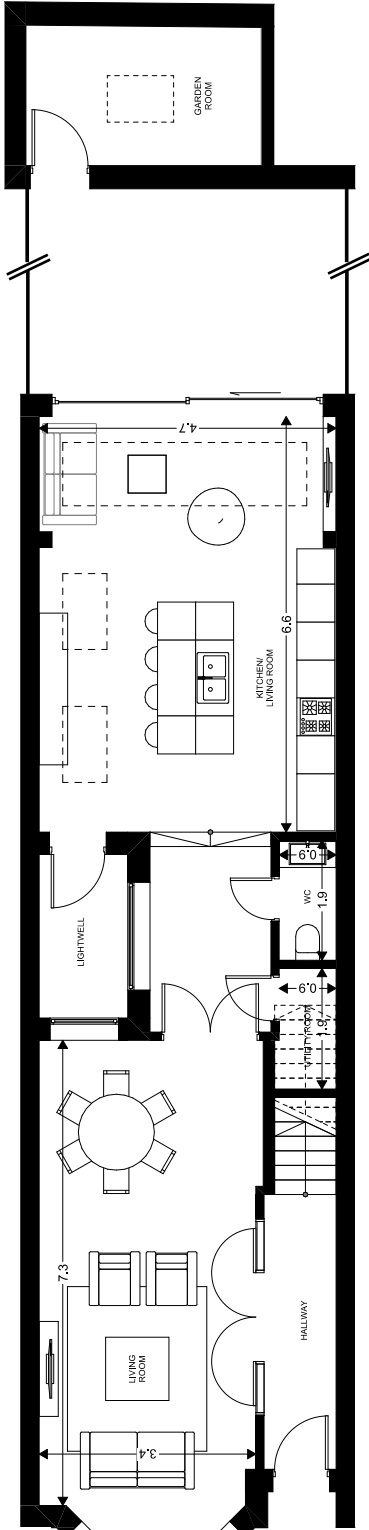 GARDEN
ROOM
4.7
6.6
KITCHEN/
LIVING ROOM
0.9
1.9
WC
LIGHTWELL
0.9
1.9
UTILITY ROOM
7.3
LIVING
ROOM
HALLWAY
3.4